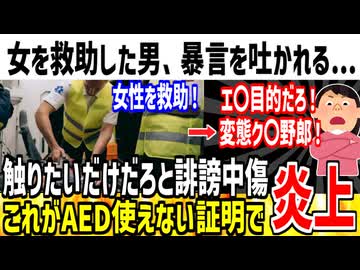 女を救助した男、暴言を吐かれる…
女性を救助！
エ〇目的だろ！
変態ク〇野郎！
触りたいだけだろと誹謗中傷
これがAED使えない証明で
炎上